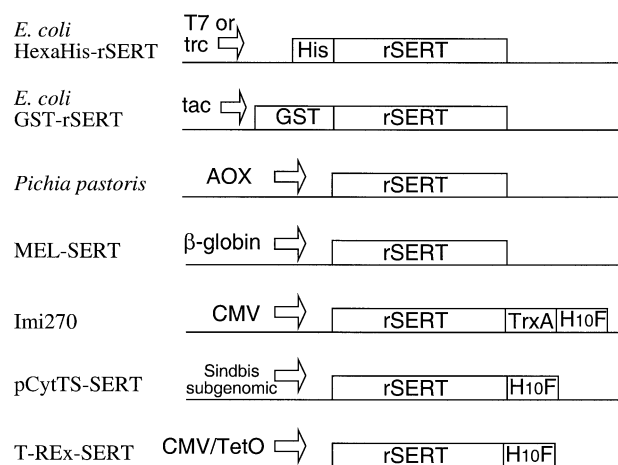 E. coli T7 or
HexaHis-rSERT trc His rSERT
E. coli
GST-rSERT tac GST rSERT
Pichia pastoris AOX rSERT
MEL-SERT β-globin rSERT
Imi270 CMV rSERT TrxA H10F
pCytTS-SERT Sindbis subgenomic rSERT H10F
T-REx-SERT CMV/TetO rSERT H10F